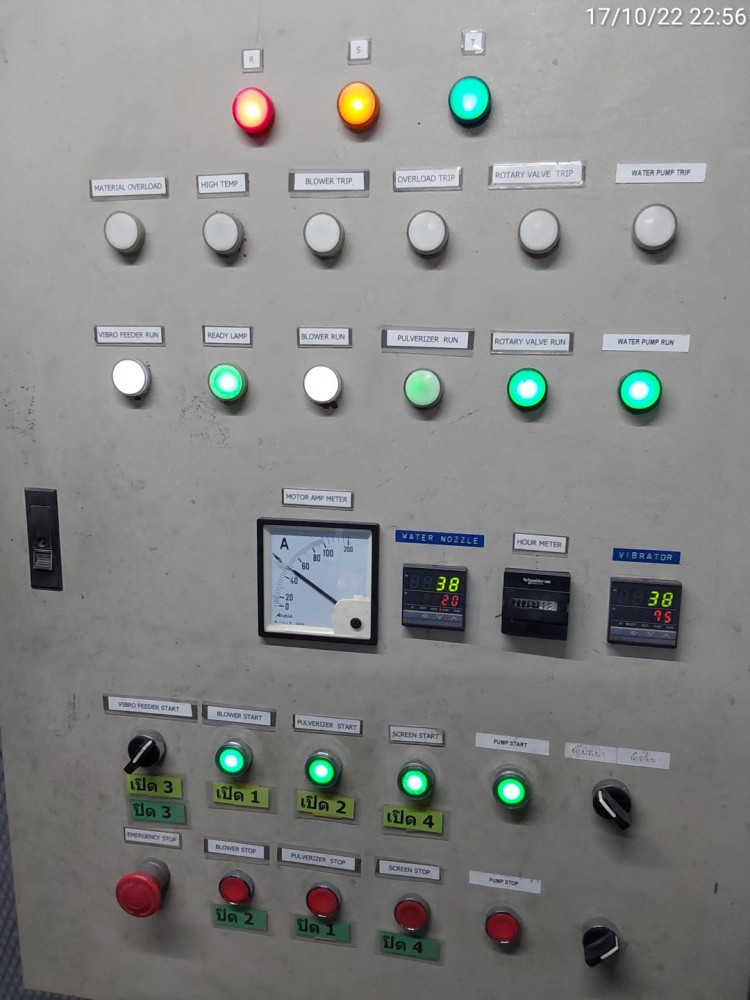 17/10/22 22:56
R
S
T
MATERIAL OVERLOAD
HIGH TEMP .
BLOWER TRIP
OVERLOAD TRIP
ROTARY VALVE TRIP
WATER PUMP TRIP
VIBRO FEEDER RUN
READY LAMP
BLOWER RUN
PULVERIZER RUN
ROTARY VALVE RUN
WATER PUMP RUN
MOTOR AMP METER
WATER NOZZLE
HOUR METER
VIBRATOR
A
200
100
80
60
40
20
0
38
20
38
75
VIBRO FEEDER START
BLOWER START
PULVERIZER START
SCREEN START
PUMP START
เปิด 3
เปิด 1
เปิด 2
เปิด 4
ปิด 3
EMERGENCY STOP
BLOWER STOP
PULVERIZER STOP
SCREEN STOP
PUMP STOP
ปิด 2
ปิด 1
ปิด 4